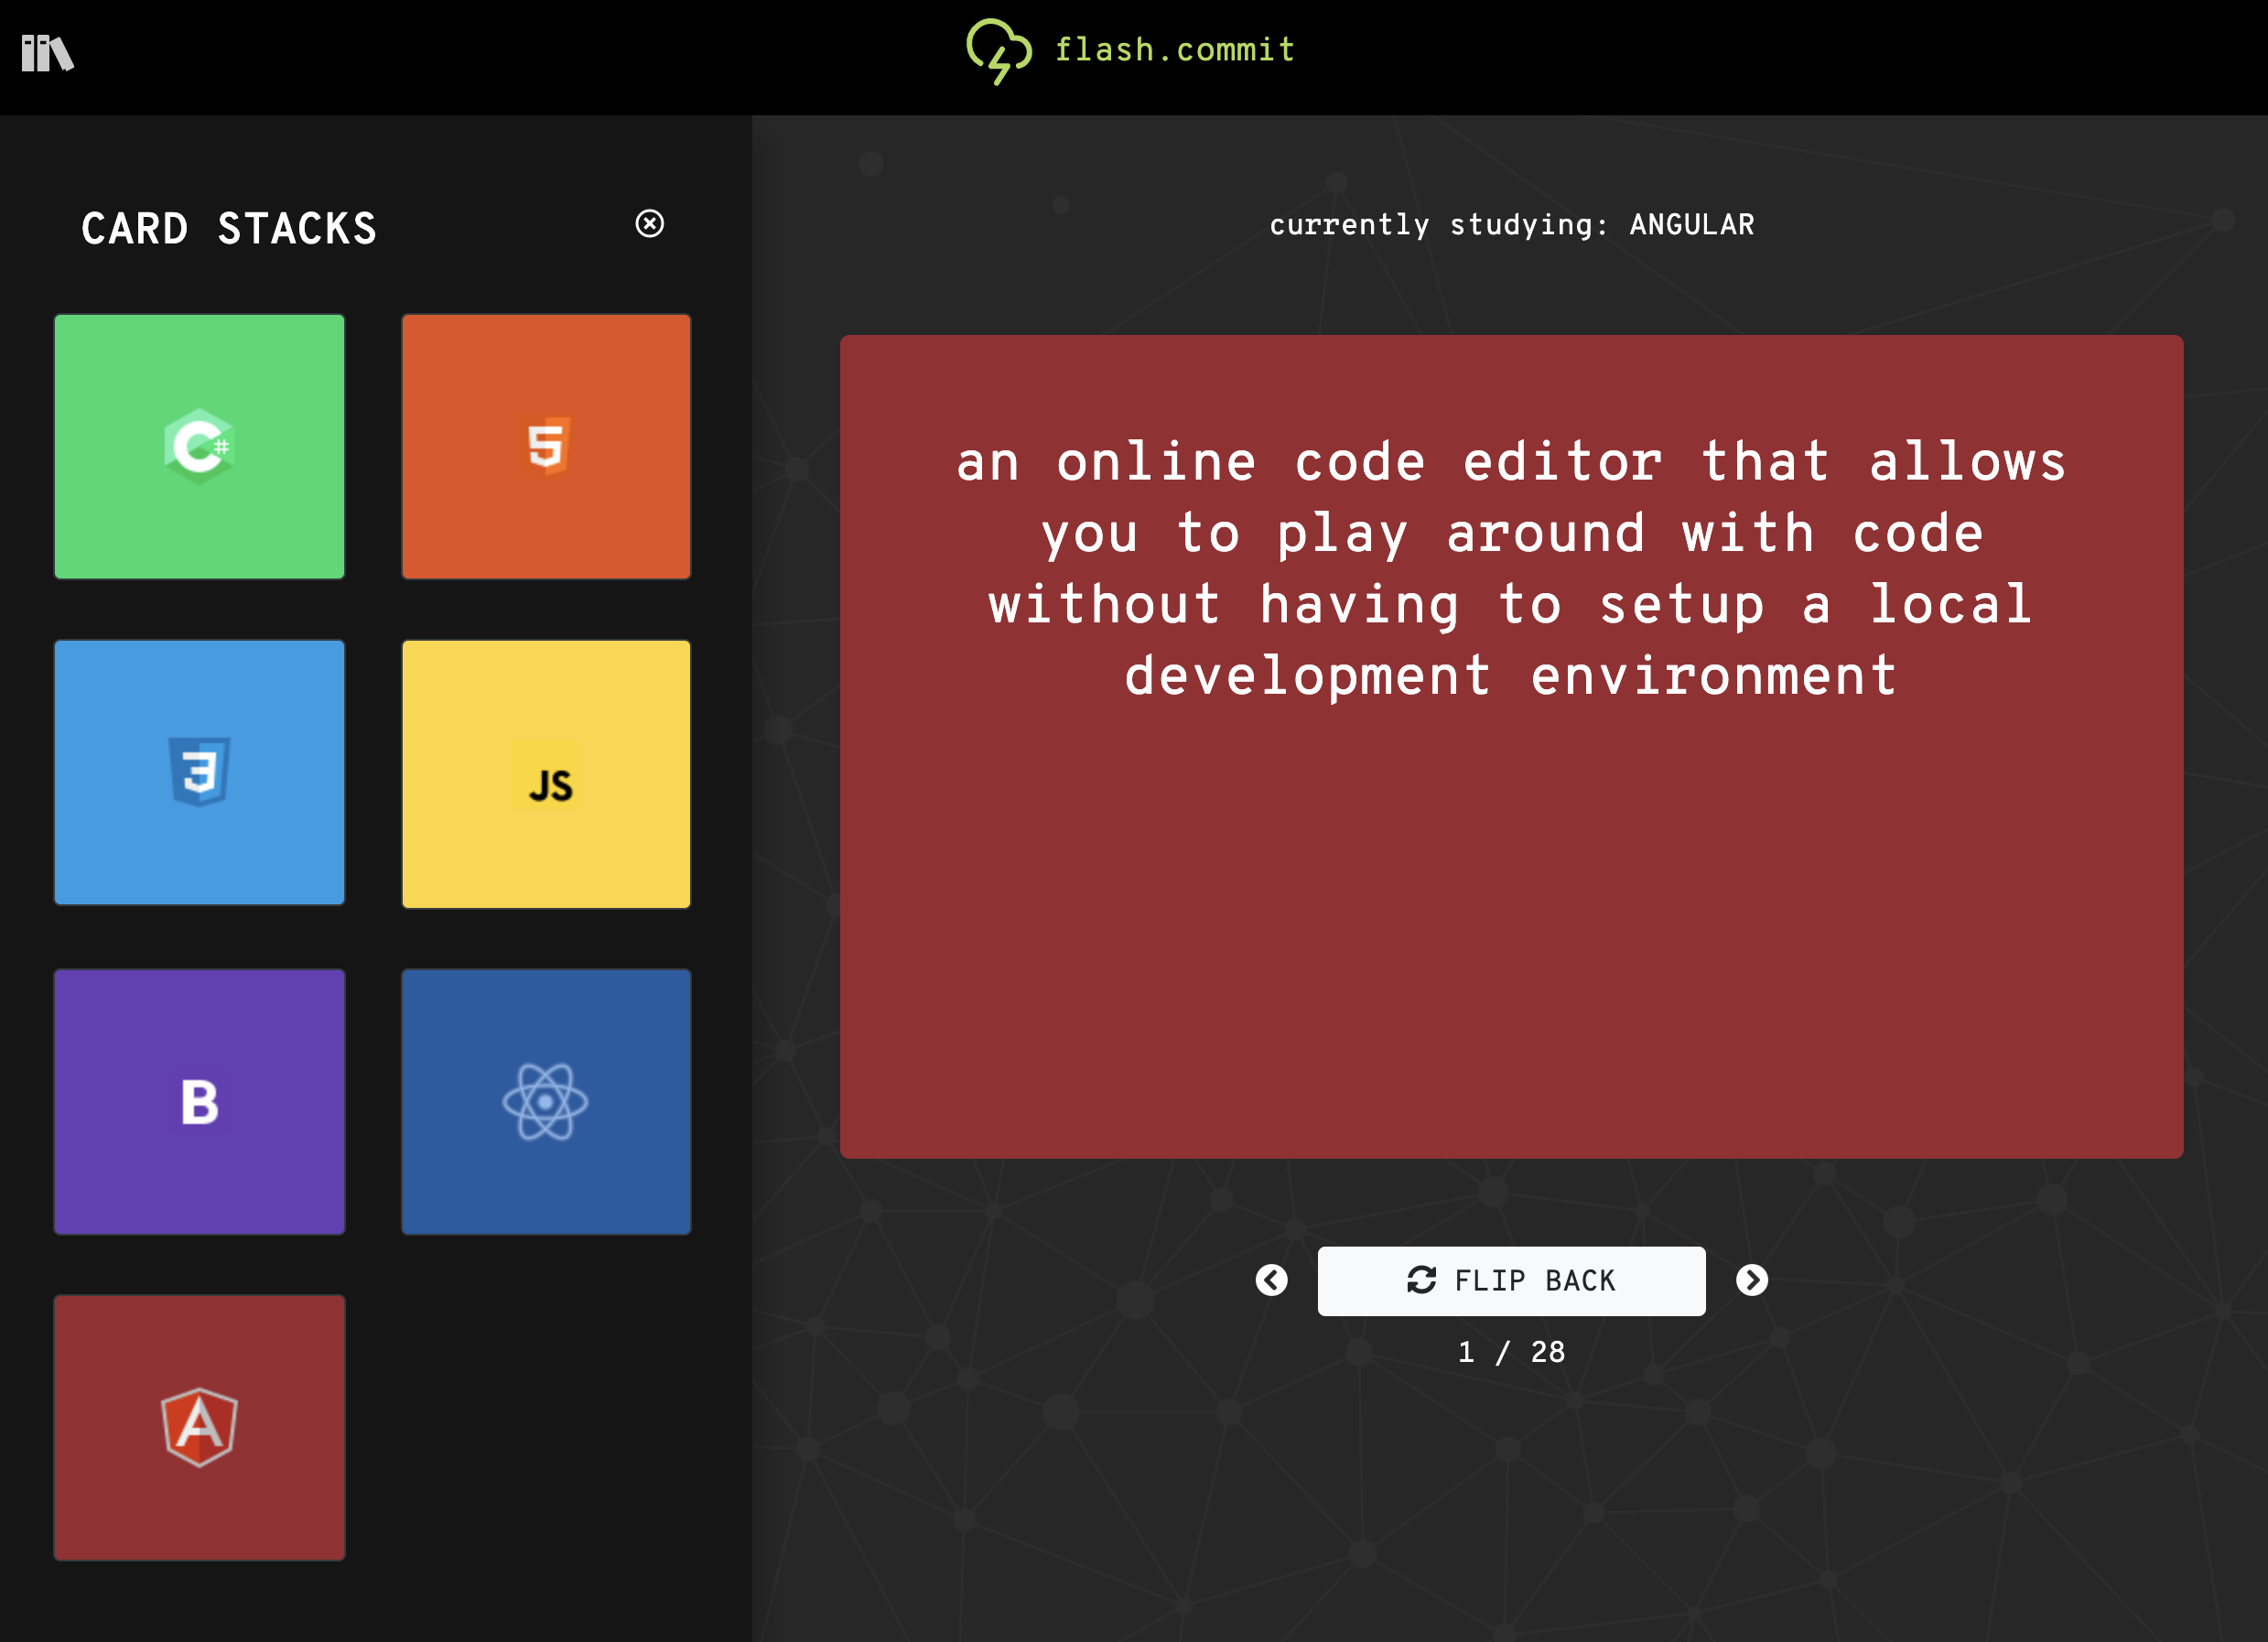 flash.commit
CARD STACKS
currently studying: ANGULAR
C#
5
3
JS
B
A
an online code editor that allows
you to play around with code
without having to setup a local
development environment
FLIP BACK
1 / 28